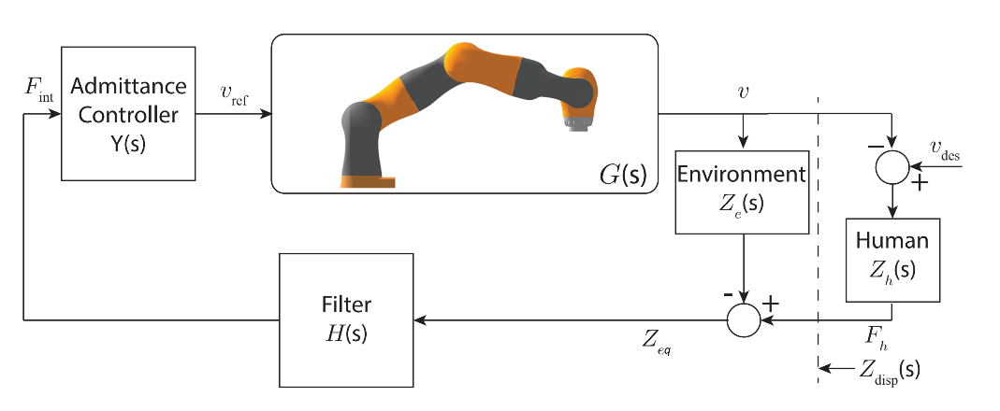 F_int
Admittance
Controller
Y(s)
v_ref
G(s)
v
Environment
Z_e(s)
−
v_des
+
Human
Z_h(s)
-
+
F_h
Z_disp(s)
Z_eq
Filter
H(s)